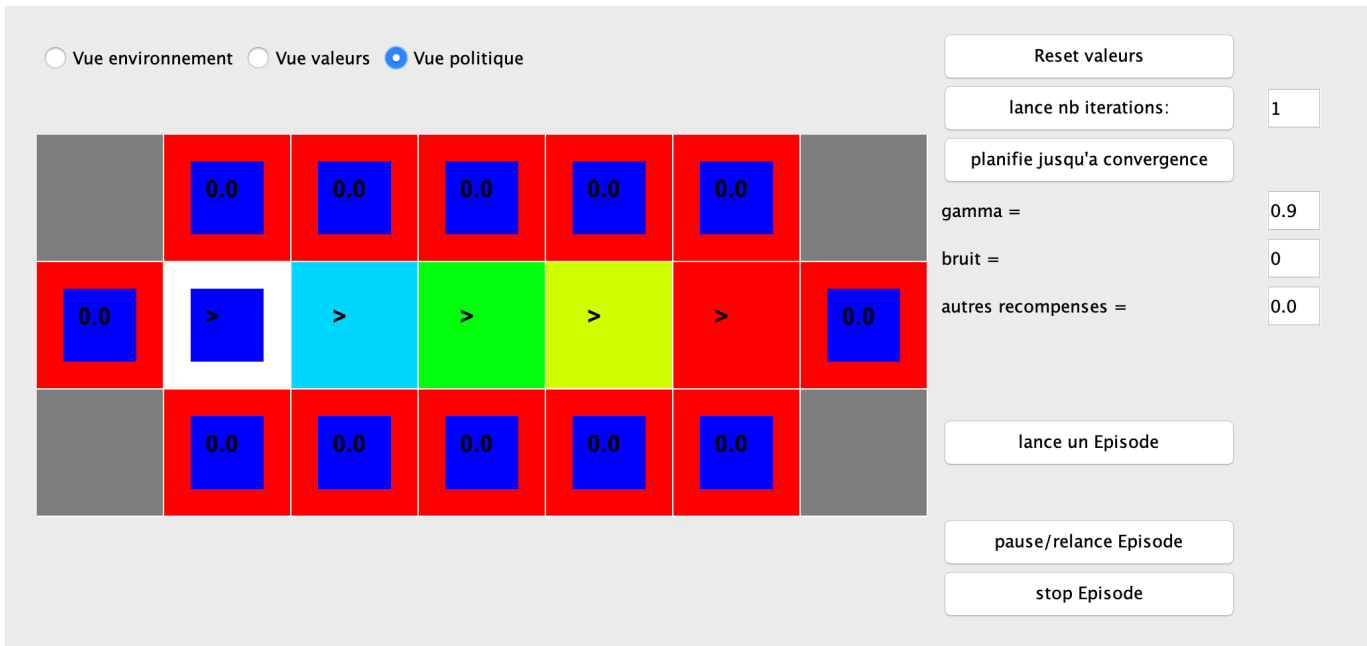 Vue environnement Vue valeurs Vue politique
Reset valeurs
lance nb iterations: 1
planifie jusqu'a convergence
gamma = 0.9
bruit = 0
autres recompenses = 0.0
lance un Episode
pause/relance Episode
stop Episode
0.0 0.0 0.0 0.0 0.0
0.0 > > > > > 0.0
0.0 0.0 0.0 0.0 0.0